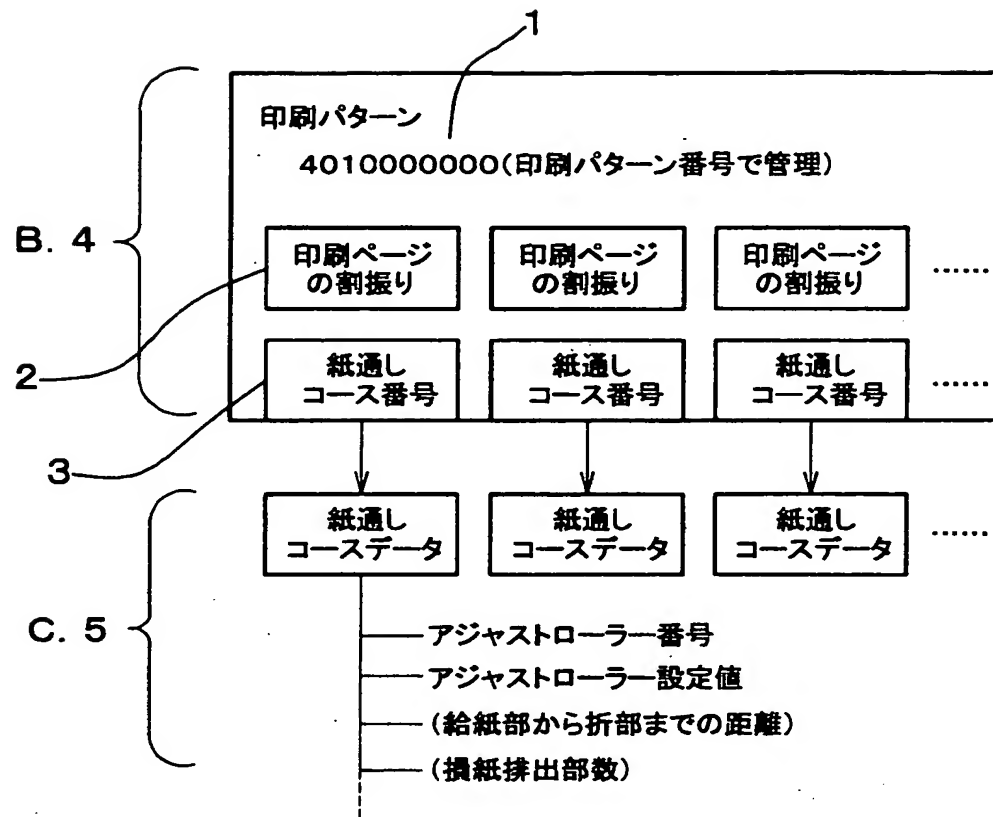 1
印刷パターン
4010000000(印刷パターン番号で管理)
B. 4
印刷ページ
の割振り
印刷ページ
の割振り
印刷ページ
の割振り
……
2
紙通し
コース番号
紙通し
コース番号
紙通し
コース番号
……
3
紙通し
コースデータ
紙通し
コースデータ
紙通し
コースデータ
……
C. 5
アジャストローラー番号
アジャストローラー設定値
(給紙部から折部までの距離)
(損紙排出部数)